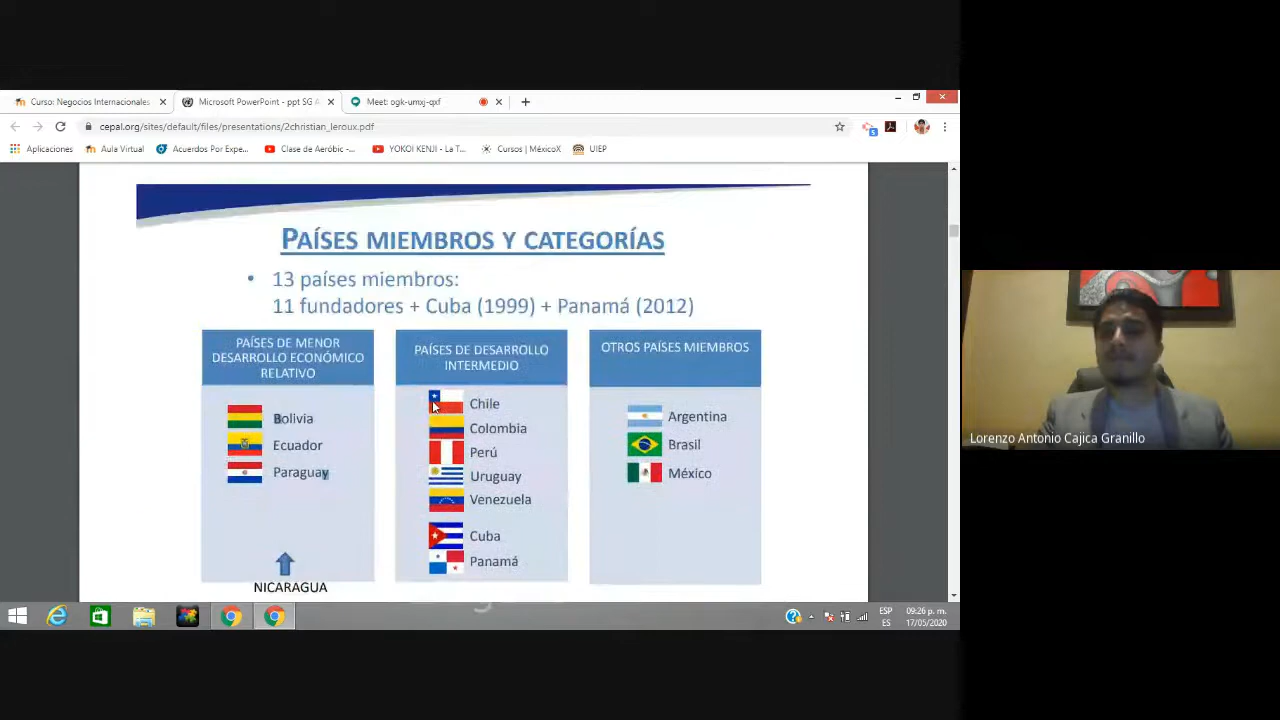 Curso: Negocios Internacionales
Microsoft PowerPoint - ppt SG A
Meet: ogk-umxj-qxf
cepal.org/sites/default/files/presentations/2christian_leroux.pdf
Aplicaciones
Aula Virtual
Acuerdos Por Expe...
Clase de Aeróbic -...
YOKOI KENJI - La T...
Cursos | MéxicoX
UIEP
PAÍSES MIEMBROS Y CATEGORÍAS
• 13 países miembros:
11 fundadores + Cuba (1999) + Panamá (2012)
PAÍSES DE MENOR
DESARROLLO ECONÓMICO
RELATIVO
Bolivia
Ecuador
Paraguay
NICARAGUA
PAÍSES DE DESARROLLO
INTERMEDIO
Chile
Colombia
Perú
Uruguay
Venezuela
Cuba
Panamá
OTROS PAÍSES MIEMBROS
Argentina
Brasil
México
Lorenzo Antonio Cajica Granillo
ESP
ES
09:26 p. m.
17/05/2020